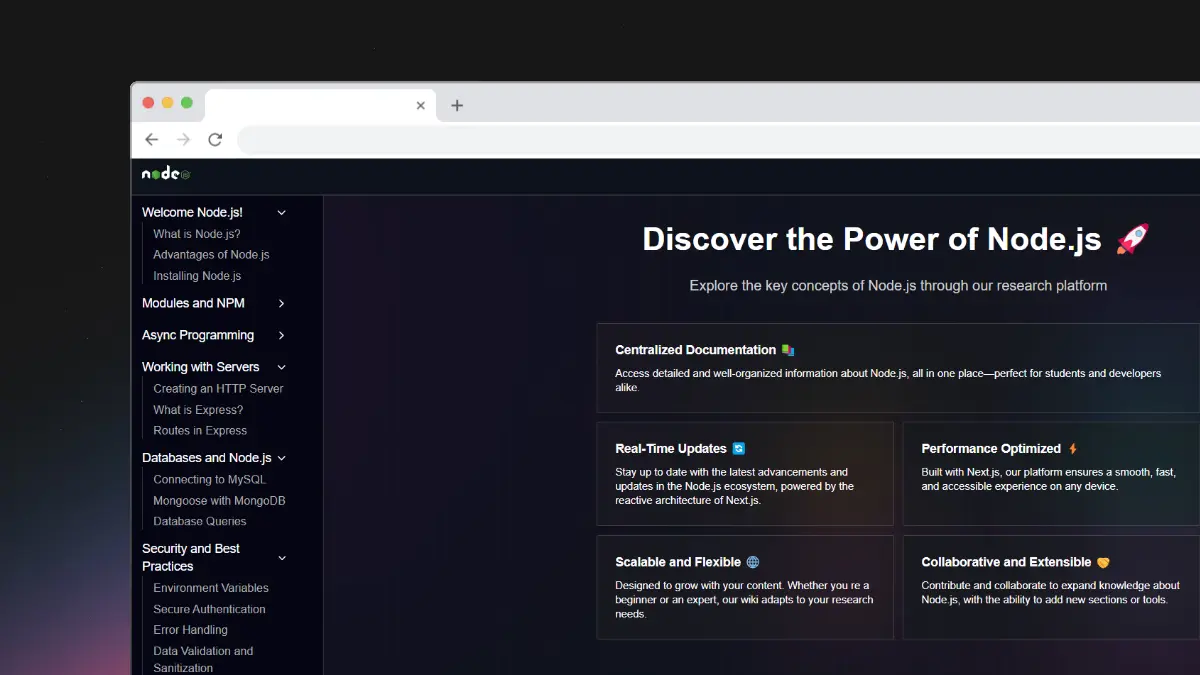 node
Welcome Node.js!
What is Node.js?
Advantages of Node.js
Installing Node.js
Modules and NPM
Async Programming
Working with Servers
Creating an HTTP Server
What is Express?
Routes in Express
Databases and Node.js
Connecting to MySQL
Mongoose with MongoDB
Database Queries
Security and Best
Practices
Environment Variables
Secure Authentication
Error Handling
Data Validation and
Sanitization
Discover the Power of Node.js 🚀
Explore the key concepts of Node.js through our research platform
Centralized Documentation 📚
Access detailed and well-organized information about Node.js, all in one place—perfect for students and developers
alike.
Real-Time Updates 🔄
Stay up to date with the latest advancements and
updates in the Node.js ecosystem, powered by the
reactive architecture of Next.js.
Performance Optimized ⚡
Built with Next.js, our platform ensures a smooth, fast,
and accessible experience on any device.
Scalable and Flexible 🌐
Designed to grow with your content. Whether you re a
beginner or an expert, our wiki adapts to your research
needs.
Collaborative and Extensible 🤝
Contribute and collaborate to expand knowledge about
Node.js, with the ability to add new sections or tools.